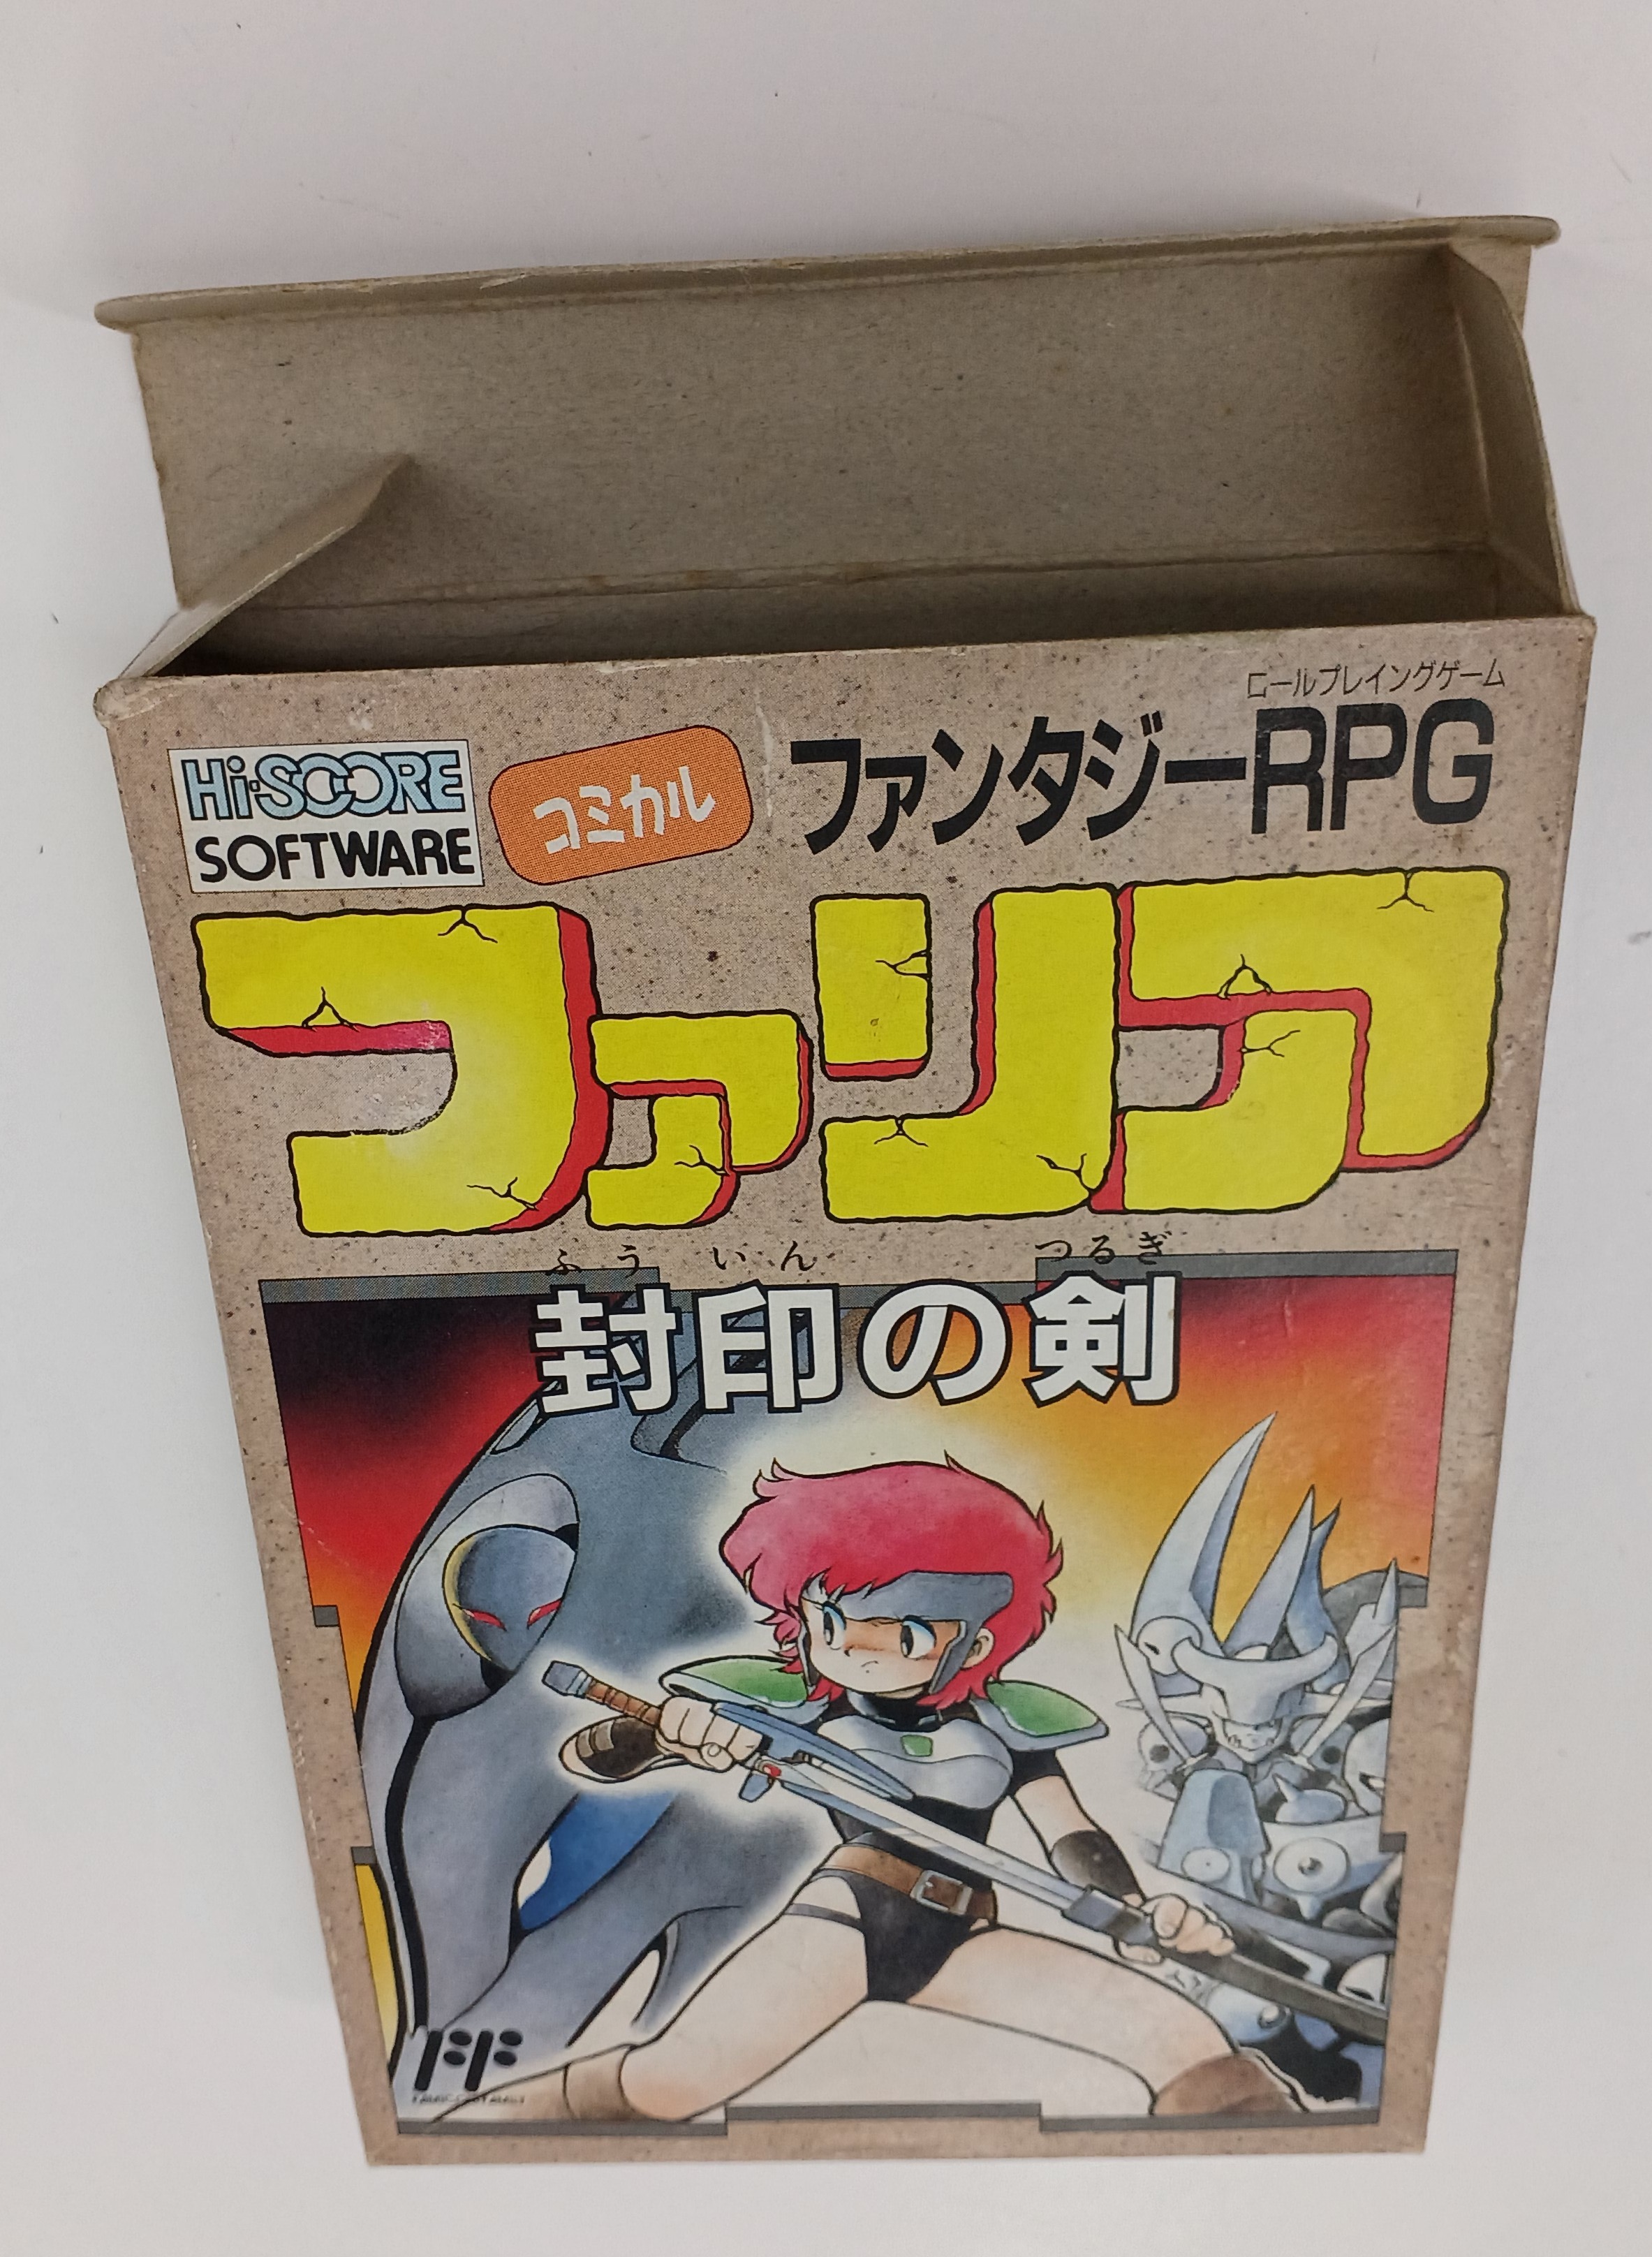 ロールプレイングゲーム
Hi-SCORE
SOFTWARE
コミカル
ファンタジーRPG
ファリア
ふういん つるぎ
封印の剣
FF